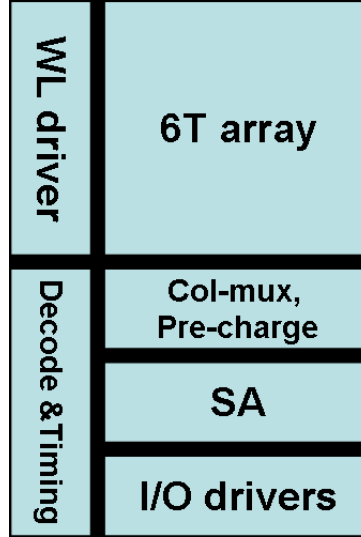 WL driver
6T array
Decode &Timing
Col-mux,
Pre-charge
SA
I/O drivers